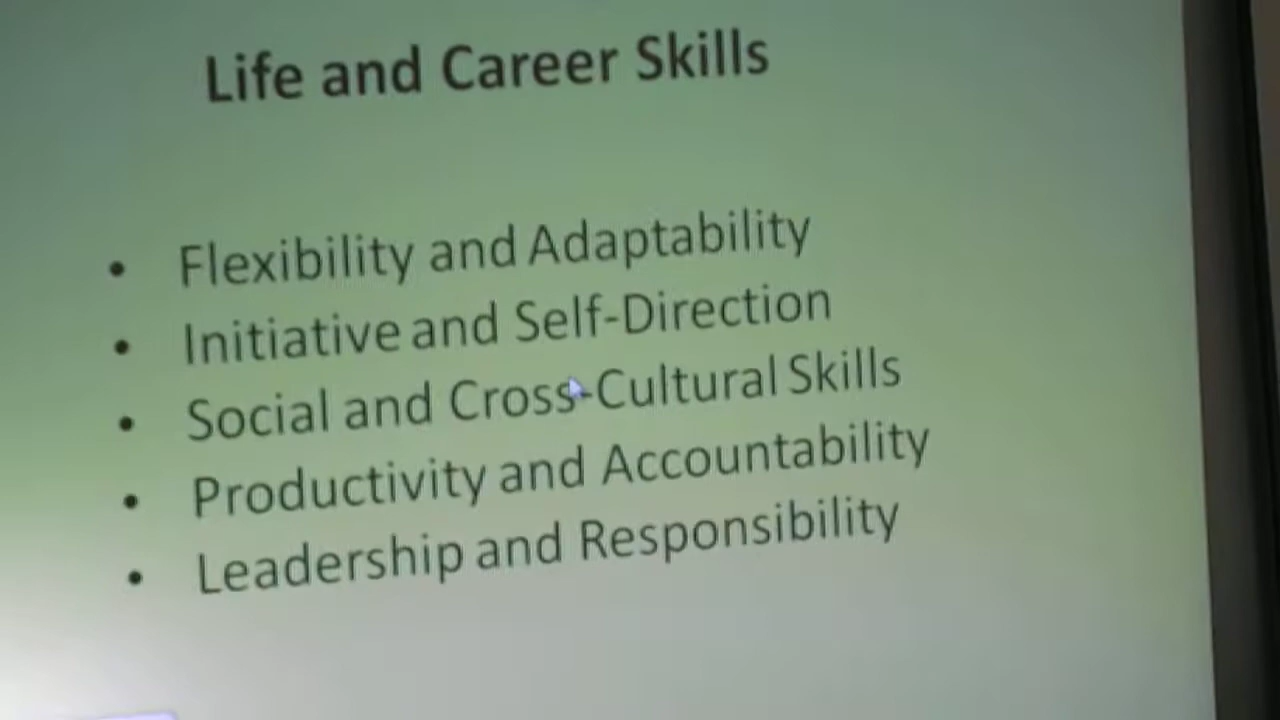 Life and Career Skills
• Flexibility and Adaptability
• Initiative and Self-Direction
• Social and Cross-Cultural Skills
• Productivity and Accountability
• Leadership and Responsibility